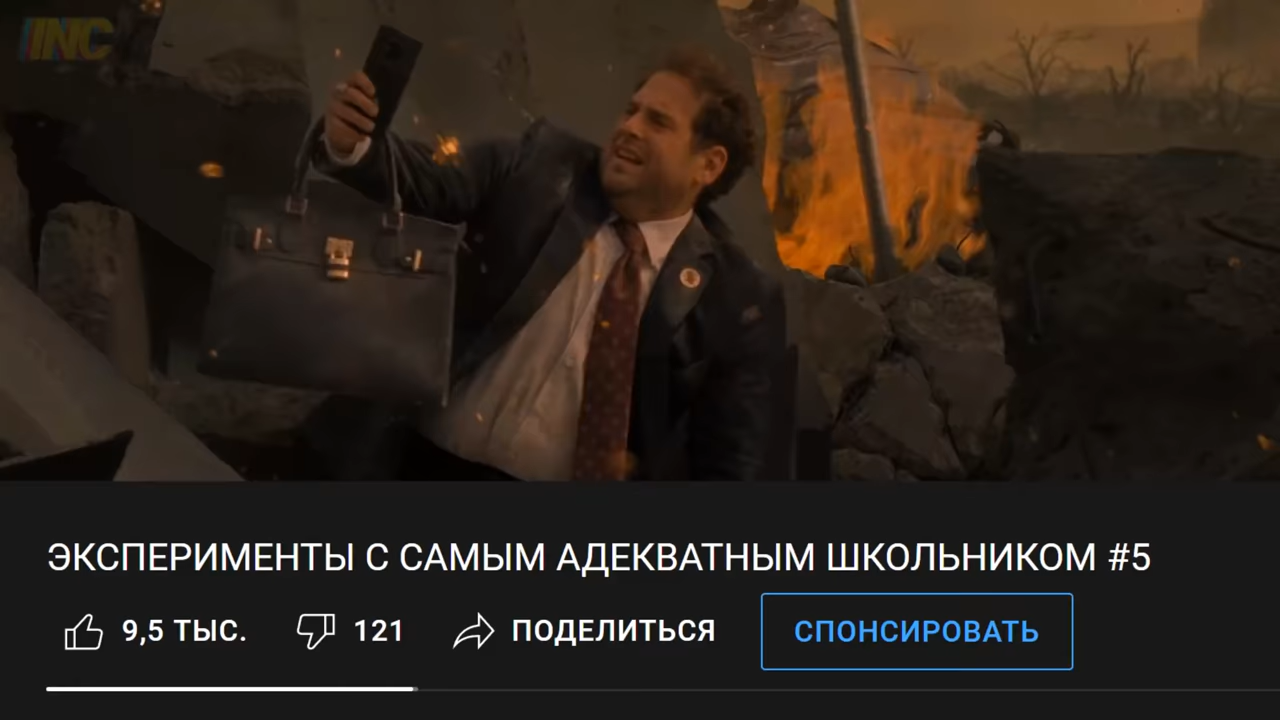 INC
ЭКСПЕРИМЕНТЫ С САМЫМ АДЕКВАТНЫМ ШКОЛЬНИКОМ #5
9,5 ТЫС. 121 ПОДЕЛИТЬСЯ СПОНСИРОВАТЬ